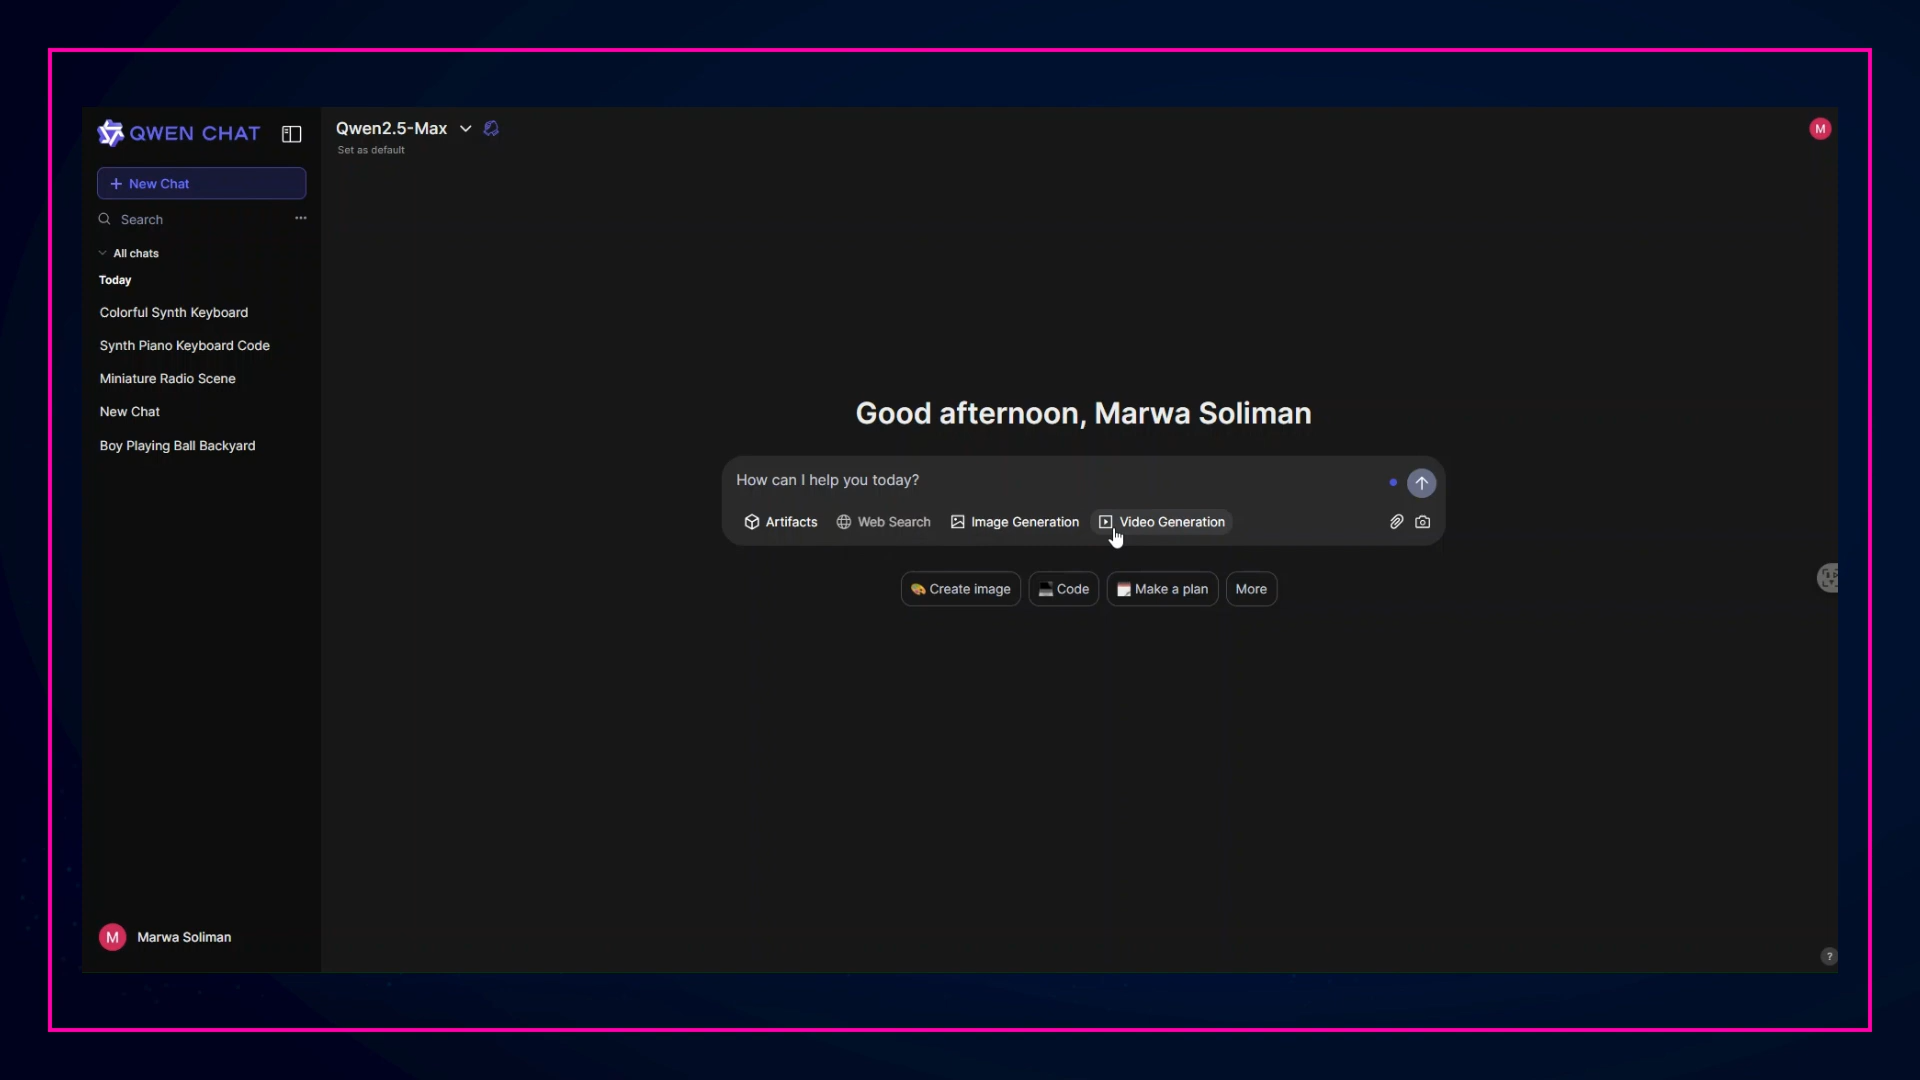 QWEN CHAT
Qwen2.5-Max
M
Set as default
+ New Chat
Search
All chats
Today
Colorful Synth Keyboard
Synth Piano Keyboard Code
Miniature Radio Scene
New Chat
Boy Playing Ball Backyard
Good afternoon, Marwa Soliman
How can I help you today?
Artifacts Web Search Image Generation Video Generation
Create image Code Make a plan More
M Marwa Soliman
?